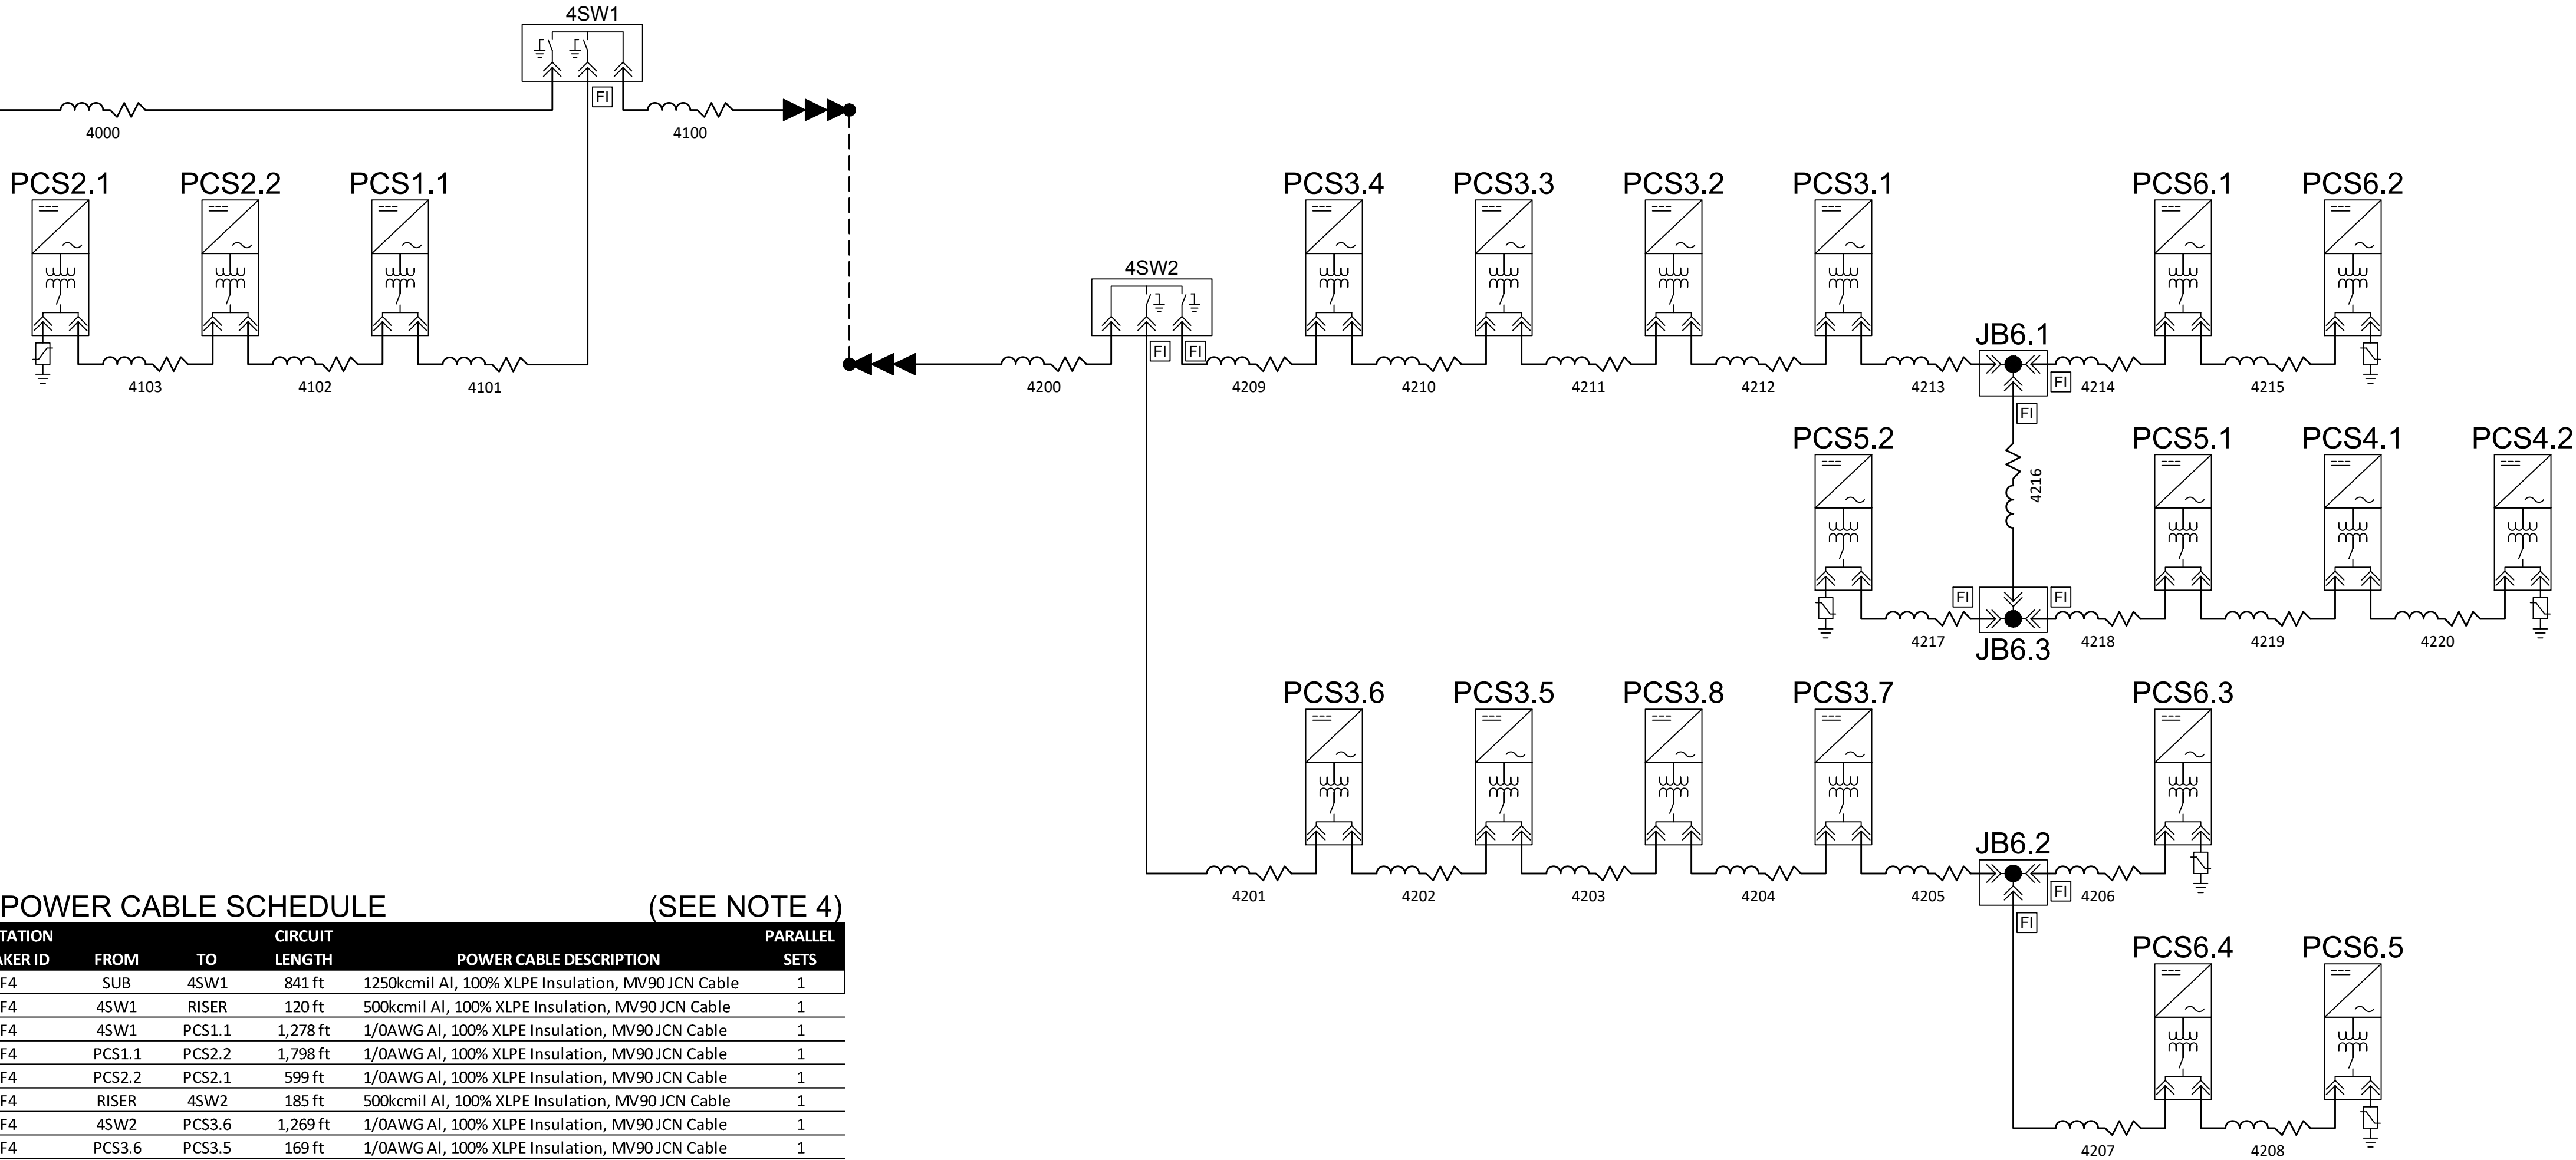 4SW1
FI
4000
4100
PCS2.1 PCS2.2 PCS1.1
PCS3.4 PCS3.3 PCS3.2 PCS3.1 PCS6.1 PCS6.2
4SW2
FI FI
JB6.1
FI
FI
4103 4102 4101
4200 4209 4210 4211 4212 4213 4214 4215
PCS5.2 PCS5.1 PCS4.1 PCS4.2
4216
FI FI
JB6.3
4217 4218 4219 4220
PCS3.6 PCS3.5 PCS3.8 PCS3.7 PCS6.3
JB6.2
FI
FI
4201 4202 4203 4204 4205 4206
PCS6.4 PCS6.5
4207 4208
POWER CABLE SCHEDULE (SEE NOTE 4)
TATION CIRCUIT PARALLEL
AKER ID FROM TO LENGTH POWER CABLE DESCRIPTION SETS
F4 SUB 4SW1 841 ft 1250kcmil Al, 100% XLPE Insulation, MV90 JCN Cable 1
F4 4SW1 RISER 120 ft 500kcmil Al, 100% XLPE Insulation, MV90 JCN Cable 1
F4 4SW1 PCS1.1 1,278 ft 1/0AWG Al, 100% XLPE Insulation, MV90 JCN Cable 1
F4 PCS1.1 PCS2.2 1,798 ft 1/0AWG Al, 100% XLPE Insulation, MV90 JCN Cable 1
F4 PCS2.2 PCS2.1 599 ft 1/0AWG Al, 100% XLPE Insulation, MV90 JCN Cable 1
F4 RISER 4SW2 185 ft 500kcmil Al, 100% XLPE Insulation, MV90 JCN Cable 1
F4 4SW2 PCS3.6 1,269 ft 1/0AWG Al, 100% XLPE Insulation, MV90 JCN Cable 1
F4 PCS3.6 PCS3.5 169 ft 1/0AWG Al, 100% XLPE Insulation, MV90 JCN Cable 1